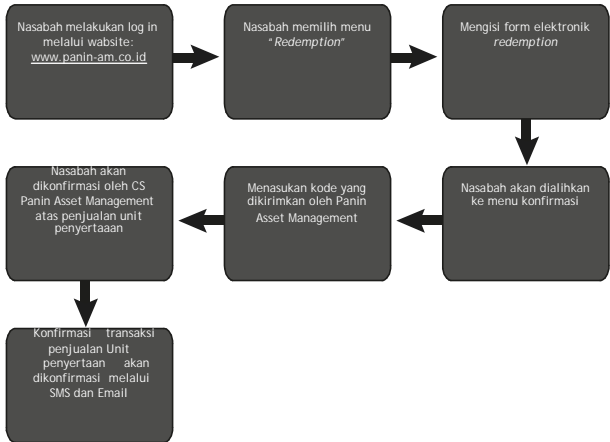 Nasabah melakukan log in
melalui website:
www.panin-am.co.id
Nasabah memilih menu
"Redemption"
Mengisi form elektronik
redemption
Nasabah akan dialihkan
ke menu konfirmasi
Menasukan kode yang
dikirimkan oleh Panin
Asset Management
Nasabah akan
dikonfirmasi oleh CS
Panin Asset Management
atas penjualan unit
penyertaaan
Konfirmasi transaksi
penjualan Unit
penyertaan akan
dikonfirmasi melalui
SMS dan Email